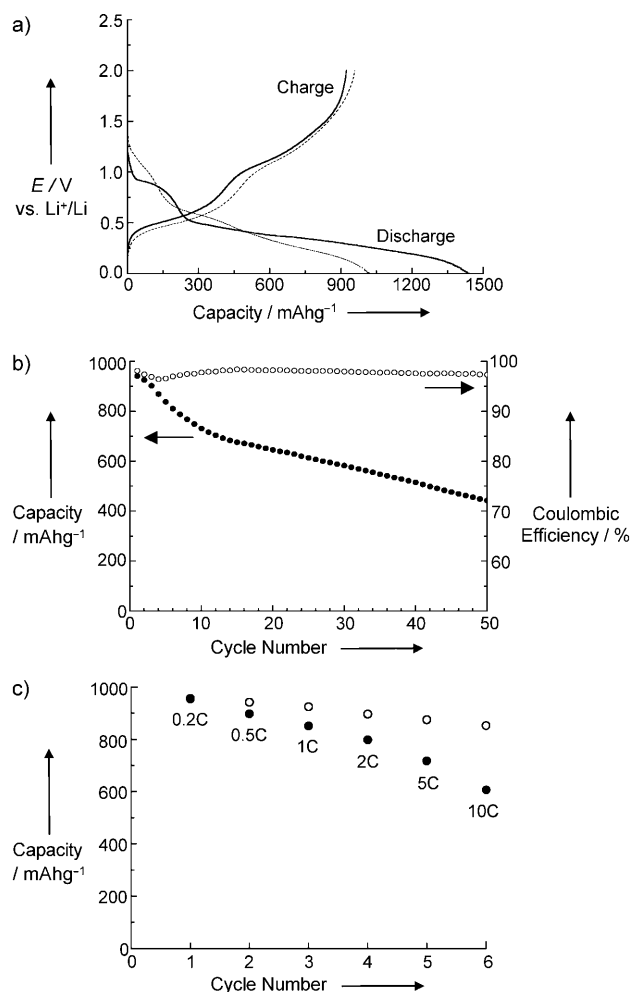 a)
2.5
2.0
1.5
1.0
0.5
0.0
E / V
vs. Li⁺/Li
Charge
Discharge
0 300 600 900 1200 1500
Capacity / mAhg⁻¹
b)
1000
800
600
400
200
0
Capacity
/ mAhg⁻¹
100
90
80
70
60
Coulombic
Efficiency / %
0 10 20 30 40 50
Cycle Number
c)
1000
800
600
400
200
0
Capacity
/ mAhg⁻¹
0.2C
0.5C
1C
2C
5C
10C
0 1 2 3 4 5 6
Cycle Number